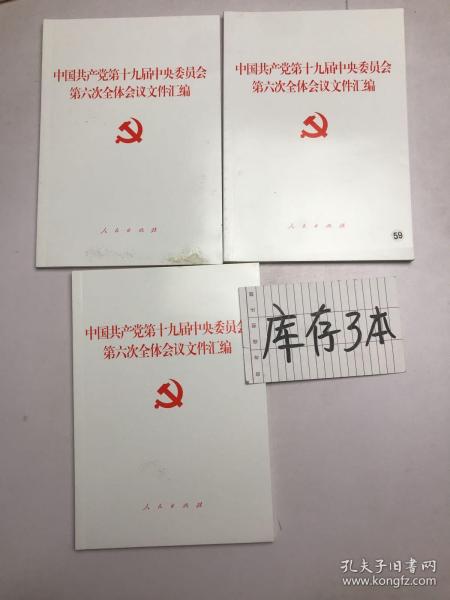 中国共产党第十九届中央委员会
第六次全体会议文件汇编
人民出版社
中国共产党第十九届中央委员会
第六次全体会议文件汇编
人民出版社
59
中国共产党第十九届中央委员会
第六次全体会议文件汇编
人民出版社
库存3本
孔夫子旧书网
www.kongfz.com